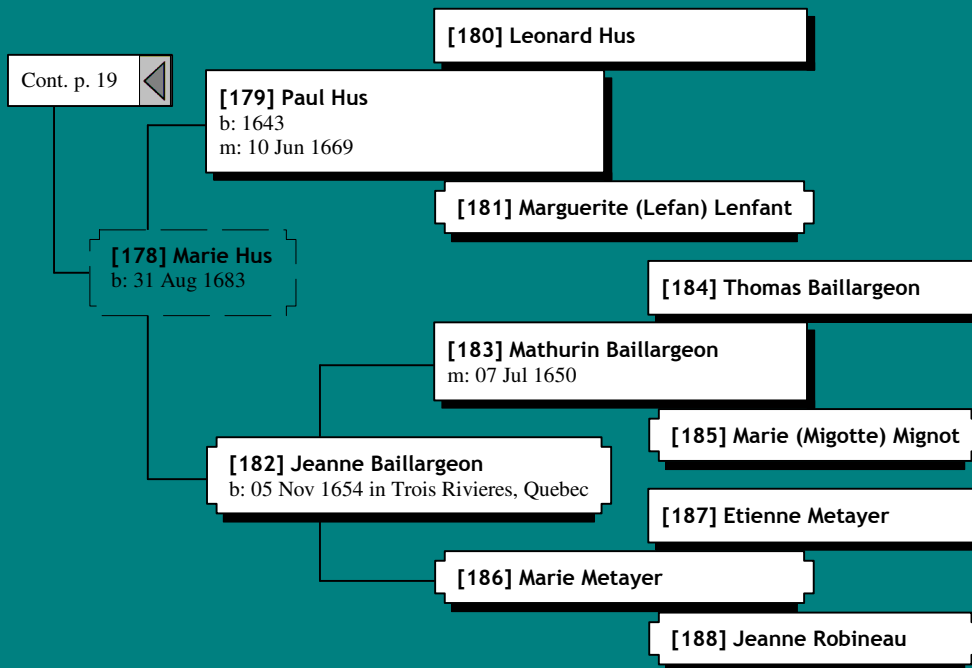 [180] Leonard Hus
Cont. p. 19
[179] Paul Hus
b: 1643
m: 10 Jun 1669
[181] Marguerite (Lefan) Lenfant
[178] Marie Hus
b: 31 Aug 1683
[184] Thomas Baillargeon
[183] Mathurin Baillargeon
m: 07 Jul 1650
[185] Marie (Migotte) Mignot
[182] Jeanne Baillargeon
b: 05 Nov 1654 in Trois Rivieres, Quebec
[187] Etienne Metayer
[186] Marie Metayer
[188] Jeanne Robineau